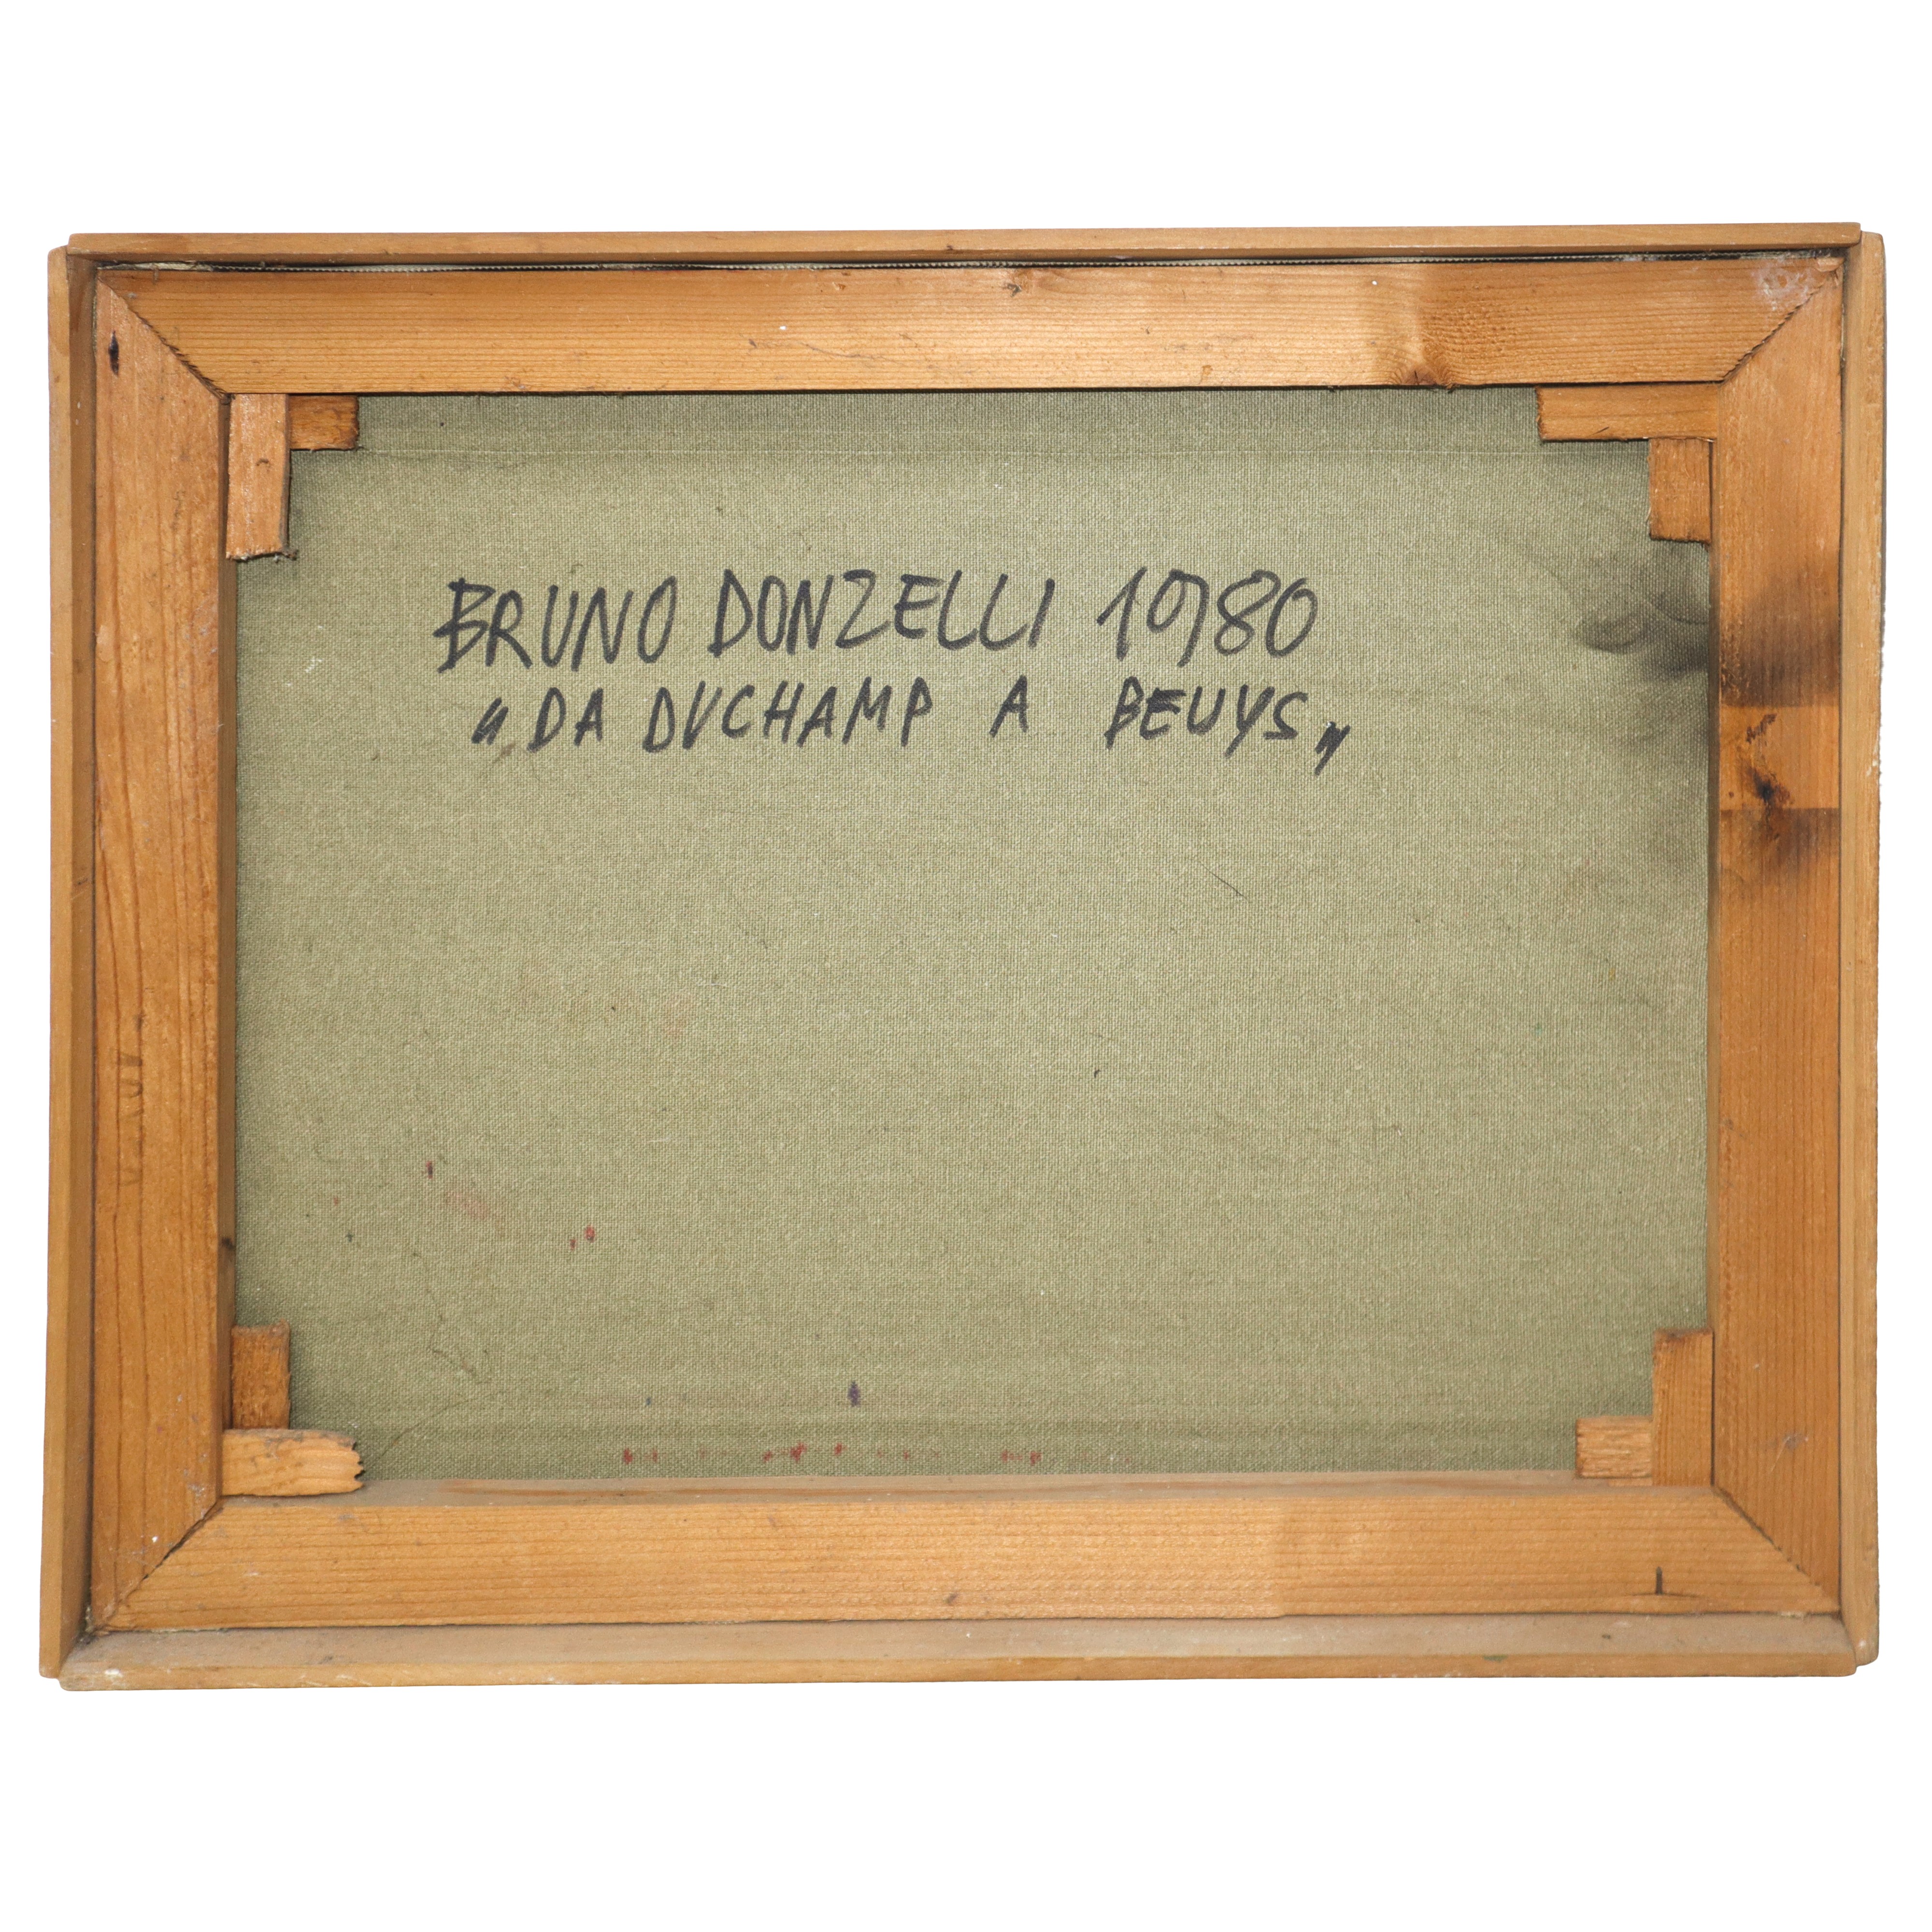 BRUNO DONZELLI 1980
“DA DUCHAMP A BEUYS„